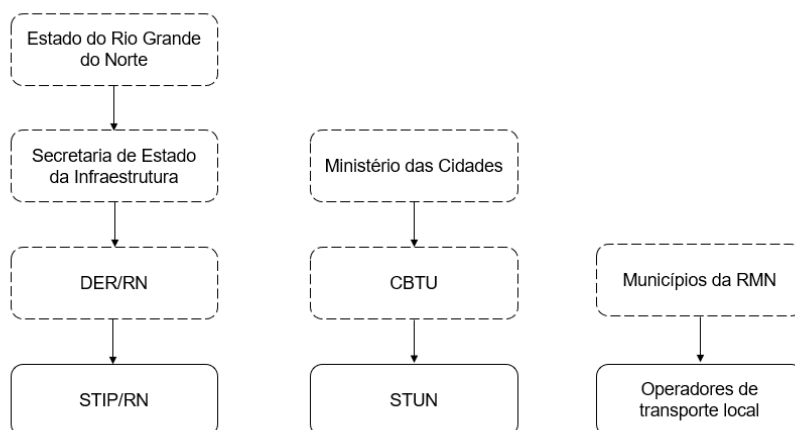 Estado do Rio Grande
do Norte
Secretaria de Estado
da Infraestrutura
Ministério das Cidades
DER/RN
CBTU
Municípios da RMN
STIP/RN
STUN
Operadores de
transporte local